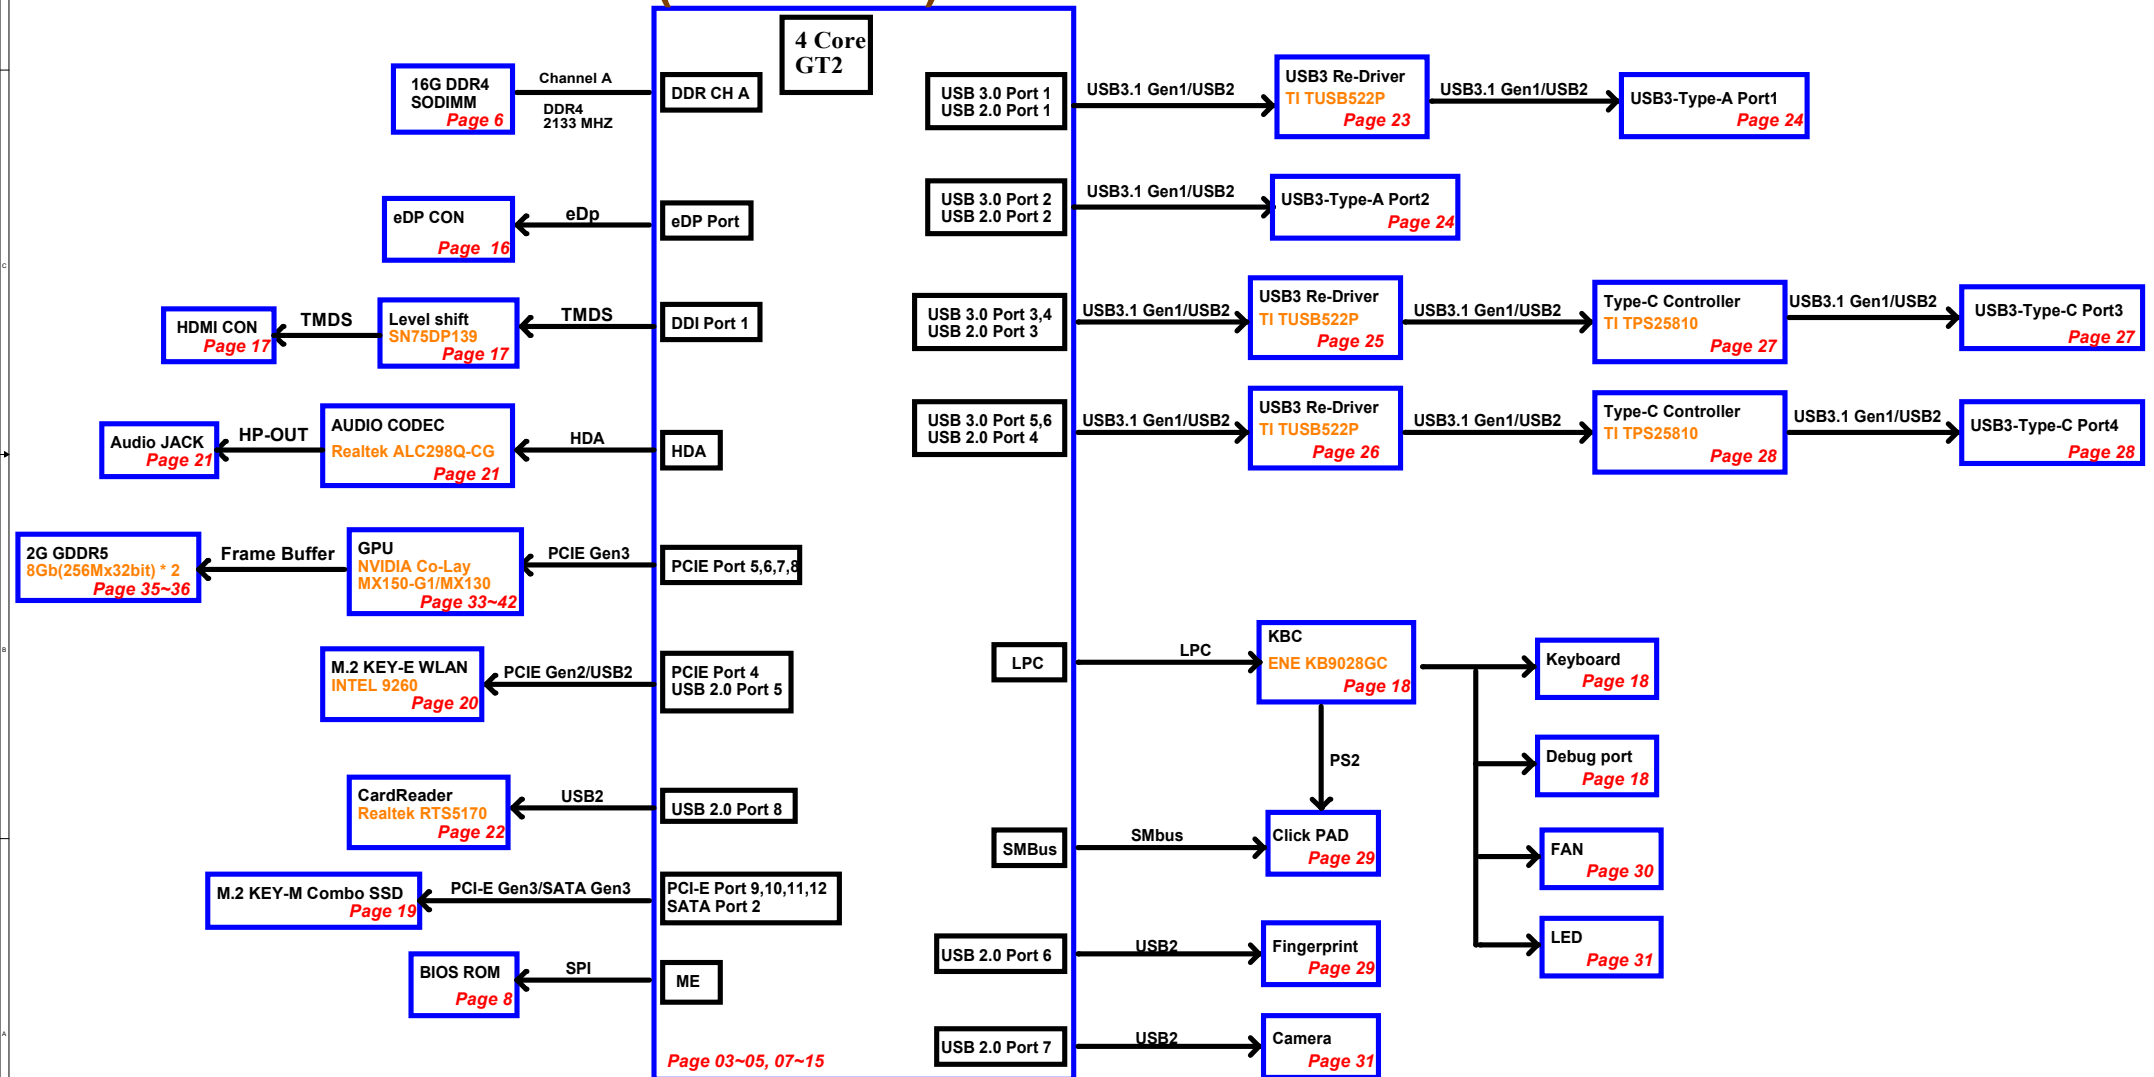 4 Core
GT2
16G DDR4
SODIMM
Page 6
Channel A
DDR4
2133 MHZ
DDR CH A
eDP CON
Page 16
eDp
eDP Port
HDMI CON
Page 17
TMDS
Level shift
SN75DP139
Page 17
TMDS
DDI Port 1
Audio JACK
Page 21
HP-OUT
AUDIO CODEC
Realtek ALC298Q-CG
Page 21
HDA
HDA
2G GDDR5
8Gb(256Mx32bit) * 2
Page 35~36
Frame Buffer
GPU
NVIDIA Co-Lay
MX150-G1/MX130
Page 33~42
PCIE Gen3
PCIE Port 5,6,7,8
M.2 KEY-E WLAN
INTEL 9260
Page 20
PCIE Gen2/USB2
PCIE Port 4
USB 2.0 Port 5
CardReader
Realtek RTS5170
Page 22
USB2
USB 2.0 Port 8
M.2 KEY-M Combo SSD
Page 19
PCI-E Gen3/SATA Gen3
PCI-E Port 9,10,11,12
SATA Port 2
BIOS ROM
Page 8
SPI
ME
Page 03~05, 07~15
USB 3.0 Port 1
USB 2.0 Port 1
USB3.1 Gen1/USB2
USB3 Re-Driver
TI TUSB522P
Page 23
USB3.1 Gen1/USB2
USB3-Type-A Port1
Page 24
USB 3.0 Port 2
USB 2.0 Port 2
USB3.1 Gen1/USB2
USB3-Type-A Port2
Page 24
USB 3.0 Port 3,4
USB 2.0 Port 3
USB3.1 Gen1/USB2
USB3 Re-Driver
TI TUSB522P
Page 25
USB3.1 Gen1/USB2
Type-C Controller
TI TPS25810
Page 27
USB3.1 Gen1/USB2
USB3-Type-C Port3
Page 27
USB 3.0 Port 5,6
USB 2.0 Port 4
USB3.1 Gen1/USB2
USB3 Re-Driver
TI TUSB522P
Page 26
USB3.1 Gen1/USB2
Type-C Controller
TI TPS25810
Page 28
USB3.1 Gen1/USB2
USB3-Type-C Port4
Page 28
LPC
LPC
KBC
ENE KB9028GC
Page 18
Keyboard
Page 18
Debug port
Page 18
PS2
SMBus
SMbus
Click PAD
Page 29
FAN
Page 30
LED
Page 31
USB 2.0 Port 6
USB2
Fingerprint
Page 29
USB 2.0 Port 7
USB2
Camera
Page 31
C
B
A